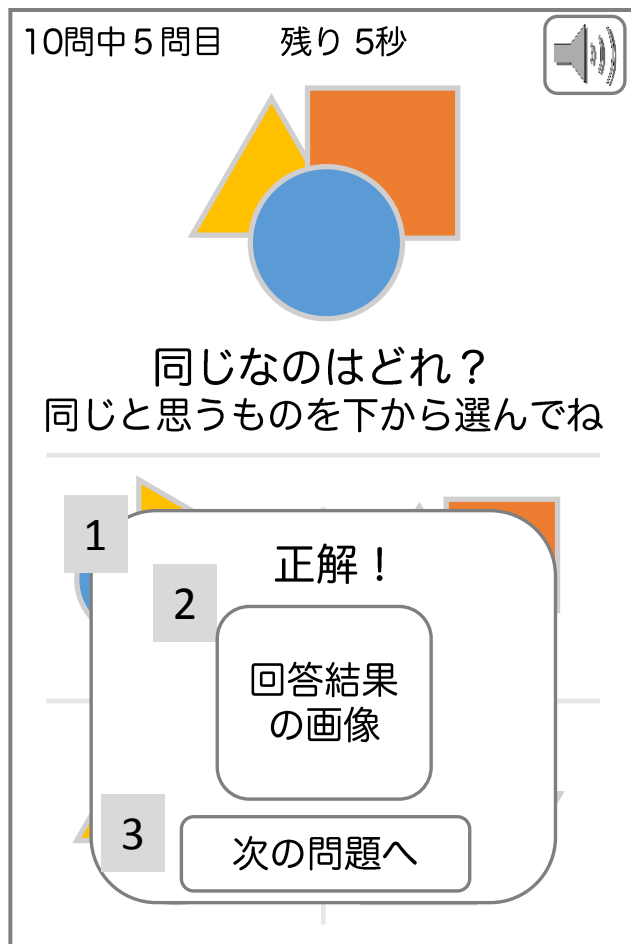 10問中５問目 残り 5秒
同じなのはどれ？
同じと思うものを下から選んでね
1
正解！
2
回答結果
の画像
3
次の問題へ